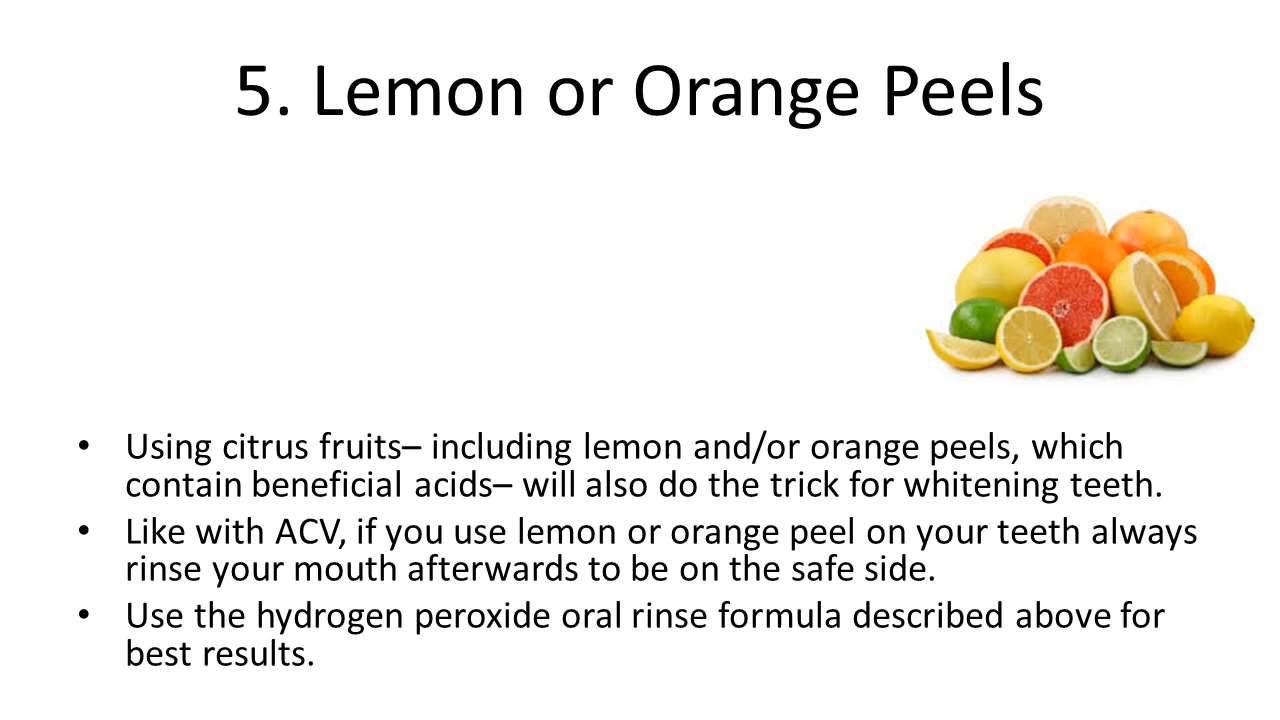 5. Lemon or Orange Peels
• Using citrus fruits– including lemon and/or orange peels, which
contain beneficial acids– will also do the trick for whitening teeth.
• Like with ACV, if you use lemon or orange peel on your teeth always
rinse your mouth afterwards to be on the safe side.
• Use the hydrogen peroxide oral rinse formula described above for
best results.